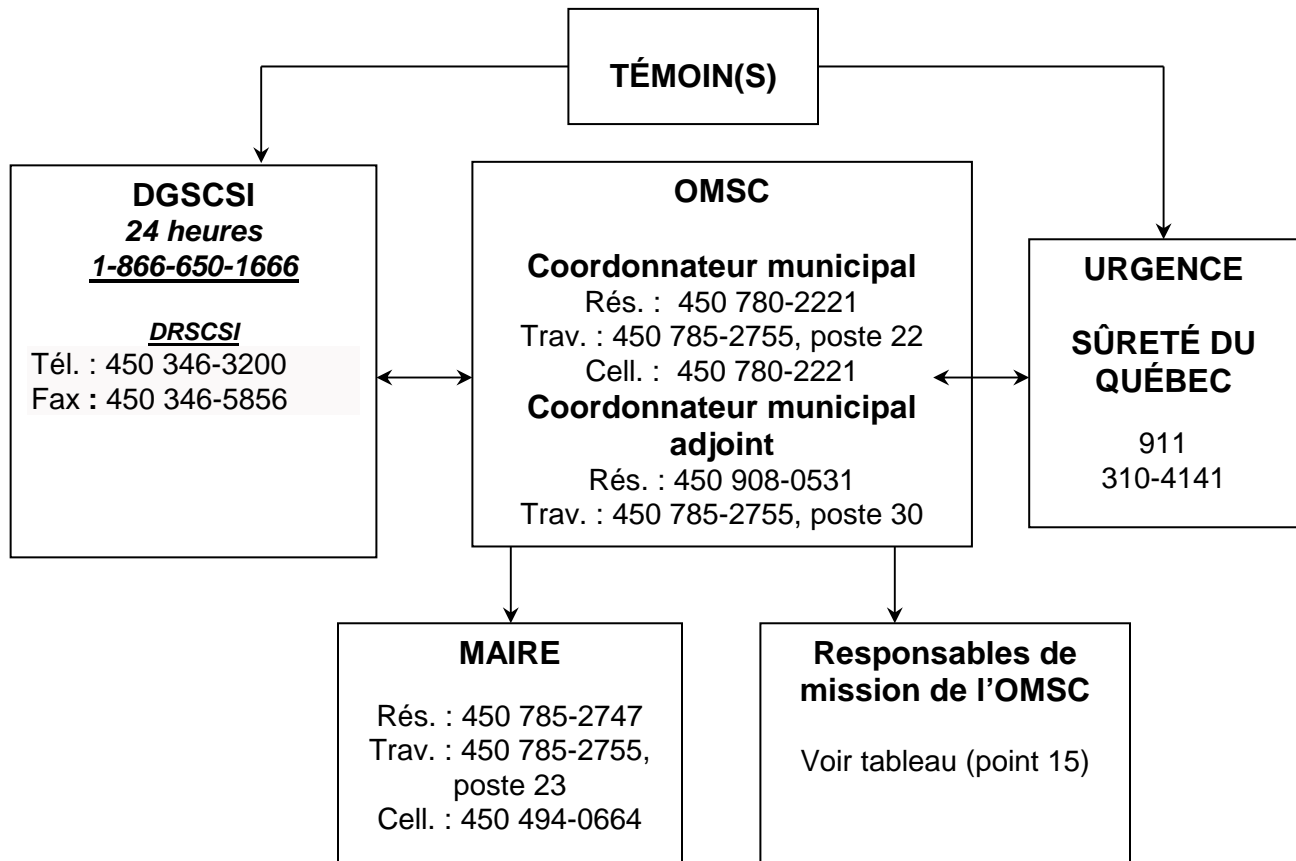 TÉMOIN(S)
DGSCSI
24 heures
1-866-650-1666
DRSCSI
Tél. : 450 346-3200
Fax : 450 346-5856
OMSC
Coordonnateur municipal
Rés. : 450 780-2221
Trav. : 450 785-2755, poste 22
Cell. : 450 780-2221
Coordonnateur municipal
adjoint
Rés. : 450 908-0531
Trav. : 450 785-2755, poste 30
URGENCE
SÛRETÉ DU
QUÉBEC
911
310-4141
MAIRE
Rés. : 450 785-2747
Trav. : 450 785-2755,
poste 23
Cell. : 450 494-0664
Responsables de
mission de l’OMSC
Voir tableau (point 15)